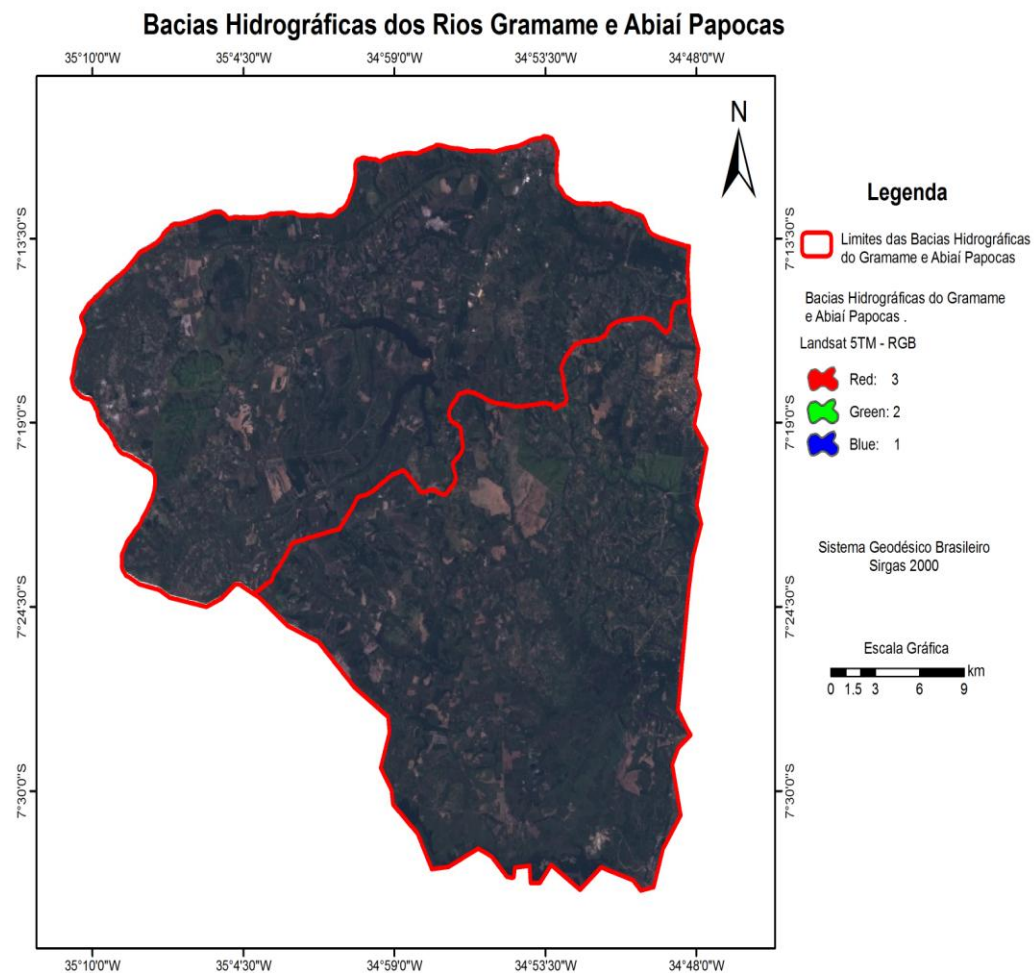 Bacias Hidrográficas dos Rios Gramame e Abiaí Papocas
35°10'0"W 35°4'30"W 34°59'0"W 34°53'30"W 34°48'0"W
N
Legenda
7°13'30"S 7°13'30"S
Limites das Bacias Hidrográficas
do Gramame e Abiaí Papocas
Bacias Hidrográficas do Gramame
e Abiaí Papocas .
Landsat 5TM - RGB
Red: 3
Green: 2
Blue: 1
7°19'0"S 7°19'0"S
Sistema Geodésico Brasileiro
Sirgas 2000
7°24'30"S 7°24'30"S
Escala Gráfica
km
0 1.5 3 6 9
7°30'0"S 7°30'0"S
35°10'0"W 35°4'30"W 34°59'0"W 34°53'30"W 34°48'0"W